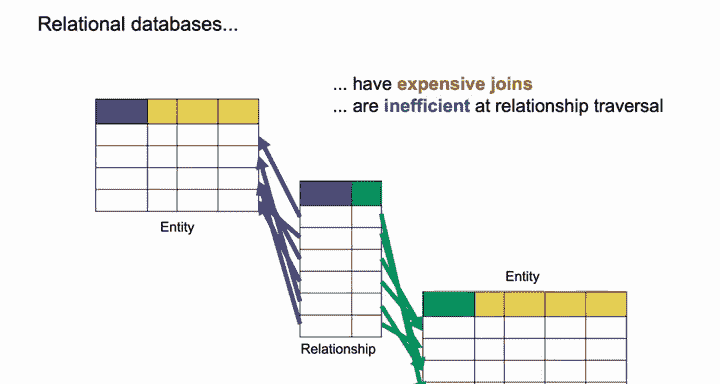 Relational databases...
... have expensive joins
... are inefficient at relationship traversal
Entity
Entity
Relationship